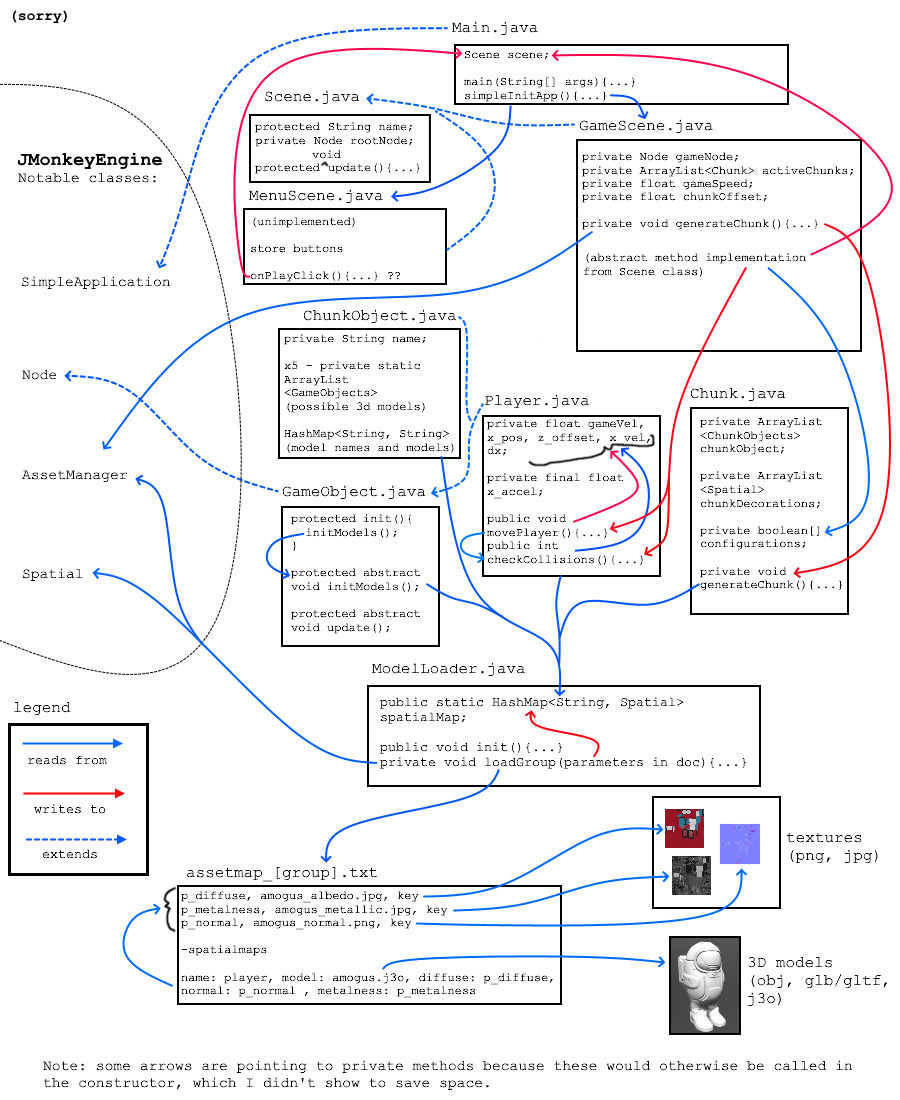 (sorry)
Main.java
Scene scene;
main(String[] args){...}
simpleInitApp(){...}
Scene.java
protected String name;
private Node rootNode;
void
protected^update(){...}
GameScene.java
private Node gameNode;
private ArrayList<Chunk> activeChunks;
private float gameSpeed;
private float chunkOffset;
private void generateChunk(){...}
(abstract method implementation
from Scene class)
JMonkeyEngine
Notable classes:
SimpleApplication
Node
AssetManager
Spatial
MenuScene.java
(unimplemented)
store buttons
onPlayClick(){...} ??
ChunkObject.java
private String name;
x5 - private static
ArrayList
<GameObjects>
(possible 3d models)
HashMap<String, String>
(model names and models)
Player.java
private float gameVel,
x_pos, z_offset, x_vel,
dx;
private final float
x_accel;
public void
movePlayer(){...}
public int
checkCollisions(){...}
Chunk.java
private ArrayList
<ChunkObjects>
chunkObject;
private ArrayList
<Spatial>
chunkDecorations;
private boolean[]
configurations;
private void
generateChunk(){...}
GameObject.java
protected init(){
initModels();
}
protected abstract
void initModels();
protected abstract
void update();
ModelLoader.java
public static HashMap<String, Spatial>
spatialMap;
public void init(){...}
private void loadGroup(parameters in doc){...}
legend
reads from
writes to
extends
assetmap_[group].txt
p_diffuse, amogus_albedo.jpg, key
p_metalness, amogus_metallic.jpg, key
p_normal, amogus_normal.png, key
-spatialmaps
name: player, model: amogus.j3o, diffuse: p_diffuse,
normal: p_normal , metalness: p_metalness
textures
(png, jpg)
3D models
(obj, glb/gltf,
j3o)
Note: some arrows are pointing to private methods because these would otherwise be called in
the constructor, which I didn't show to save space.